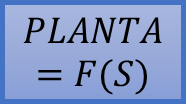 PLANTA
= F(S)